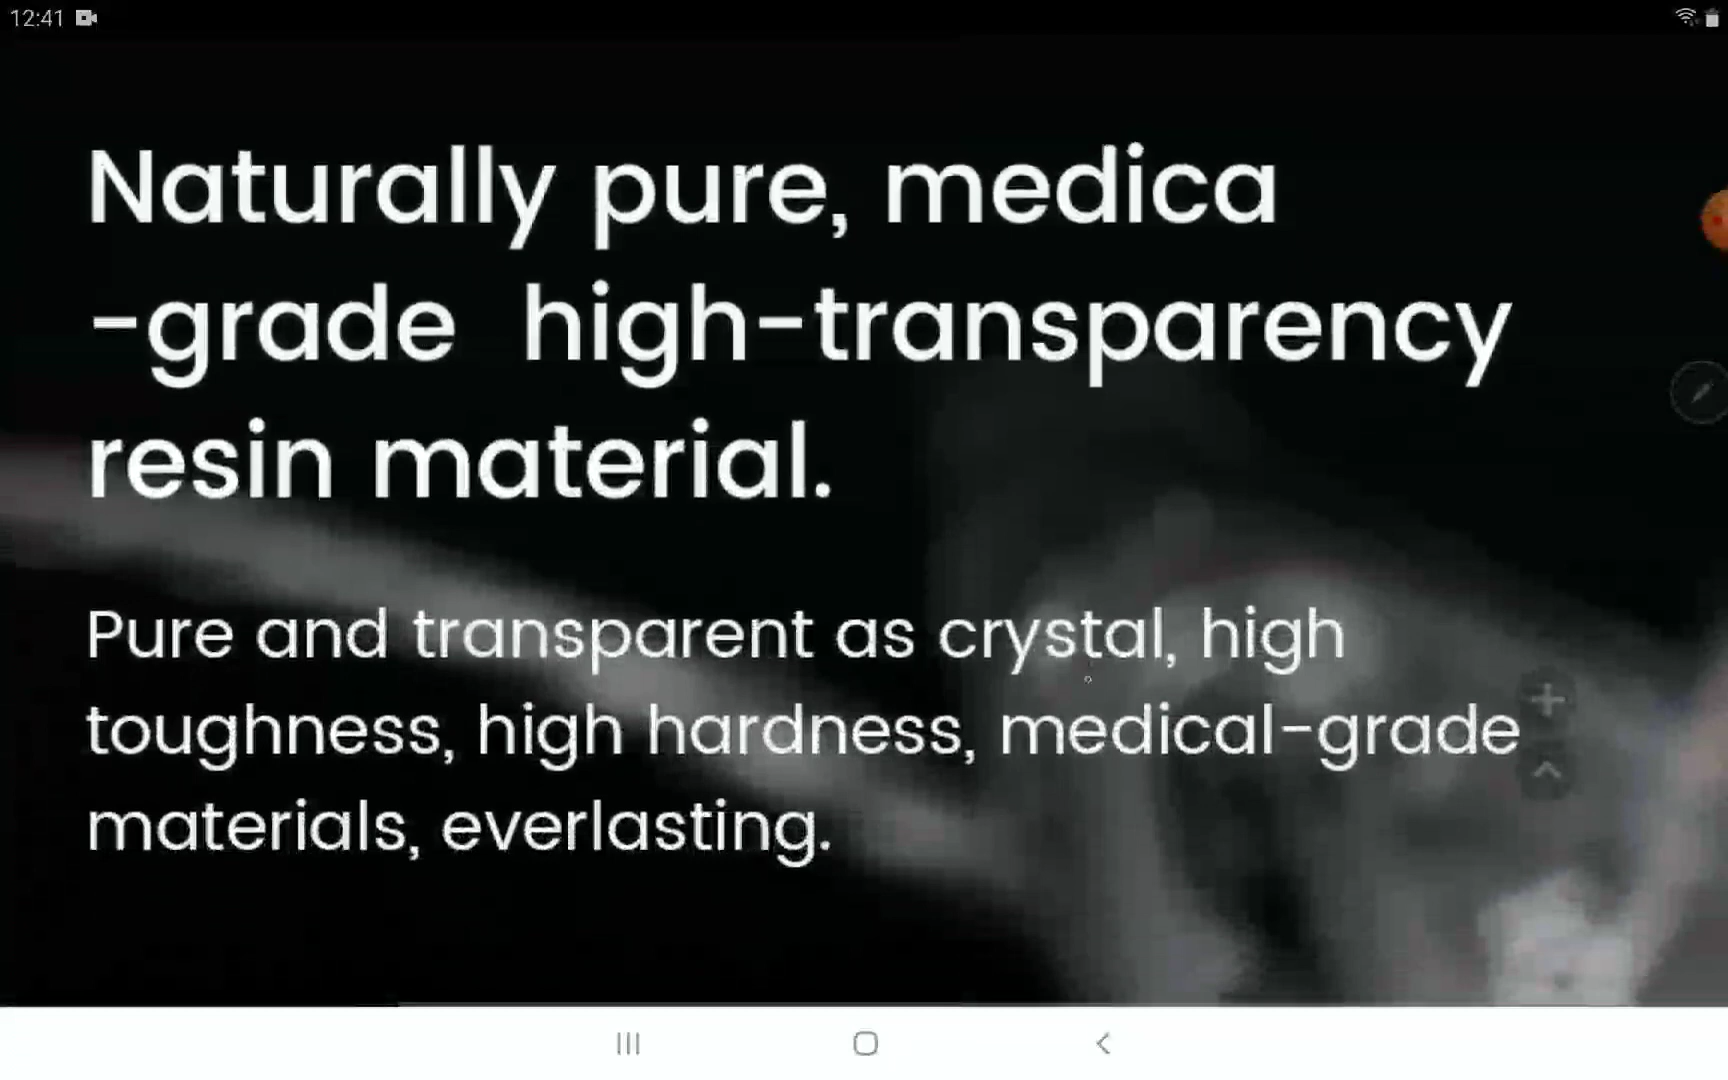 12:41
Naturally pure, medica
-grade high-transparency
resin material.
Pure and transparent as crystal, high
toughness, high hardness, medical-grade
materials, everlasting.